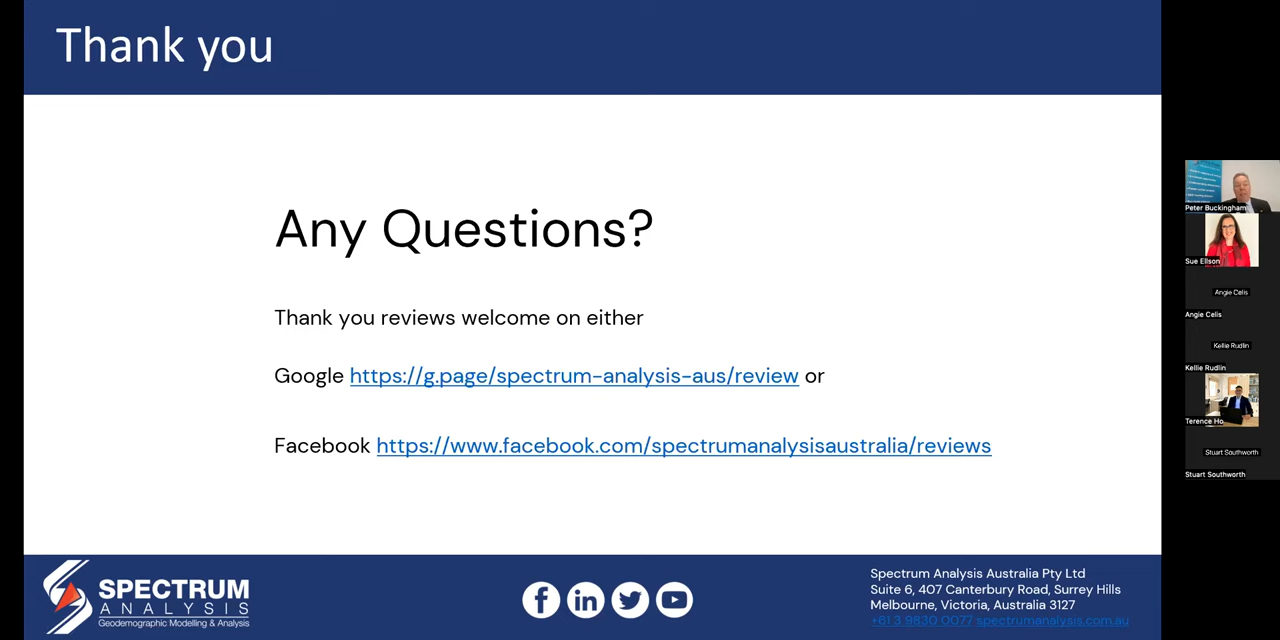 Thank you
Any Questions?
Thank you reviews welcome on either
Google https://g.page/spectrum-analysis-aus/review or
Facebook https://www.facebook.com/spectrumanalysisaustralia/reviews
SPECTRUM
ANALYSIS
Geodemographic Modelling & Analysis
Spectrum Analysis Australia Pty Ltd
Suite 6, 407 Canterbury Road, Surrey Hills
Melbourne, Victoria, Australia 3127
+61 3 9830 0077 spectrumanalysis.com.au
Peter Buckingham
Sue Ellson
Angie Celis
Angie Celis
Kellie Rudlin
Kellie Rudlin
Terence Ho
Stuart Southworth
Stuart Southworth